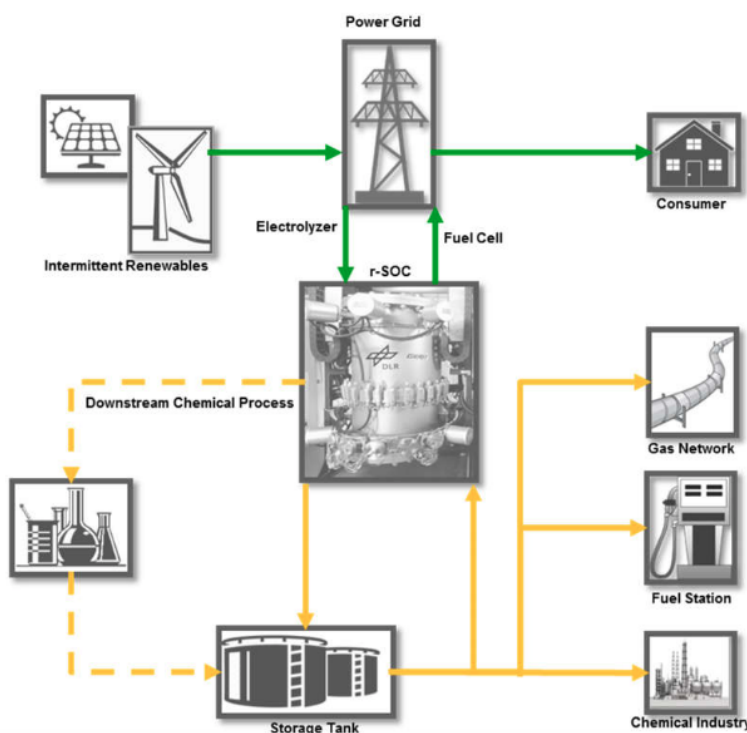 Power Grid
Electrolyzer
Fuel Cell
Consumer
Intermittent Renewables
r-SOC
DLR
Downstream Chemical Process
Gas Network
Fuel Station
Storage Tank
Chemical Industry